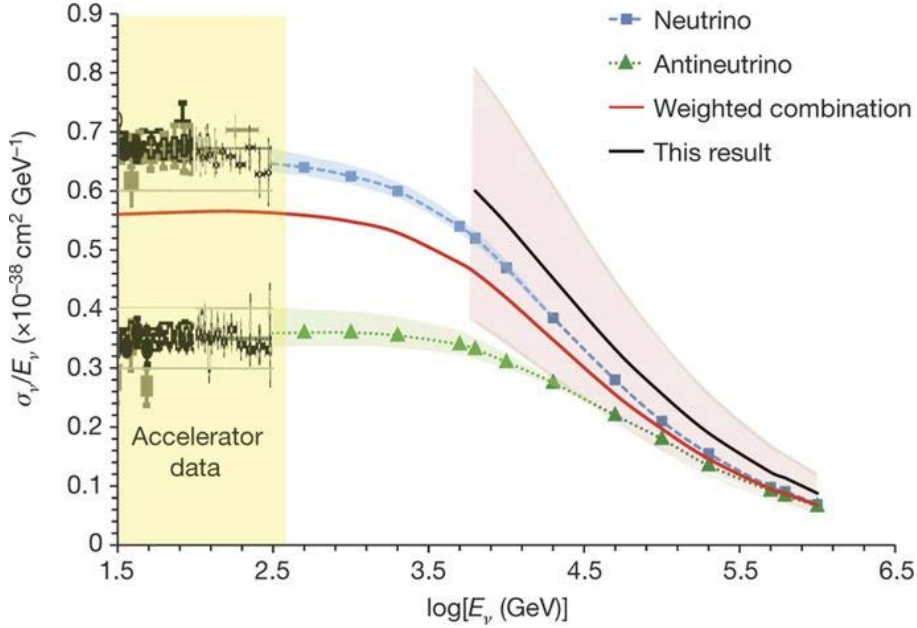 0.9
0.8
0.7
0.6
0.5
0.4
0.3
0.2
0.1
0
σν/Eν (×10⁻³⁸ cm² GeV⁻¹)
Neutrino
Antineutrino
Weighted combination
This result
Accelerator
data
1.5 2.5 3.5 4.5 5.5 6.5
log[Eν (GeV)]